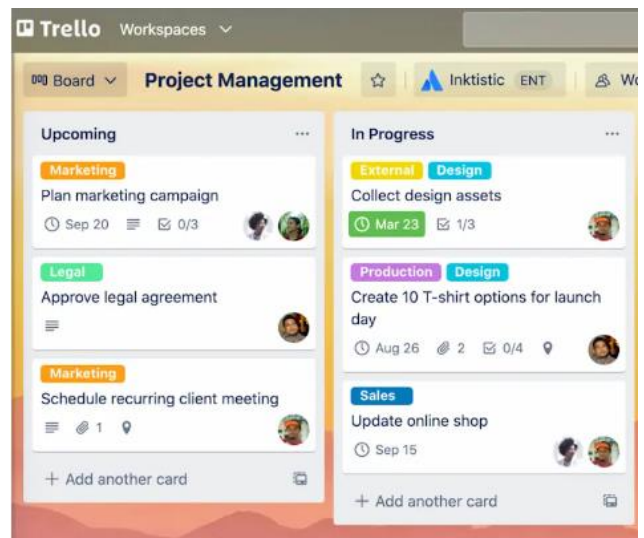 Trello Workspaces
Board Project Management Inktistic ENT Wo
Upcoming
Marketing
Plan marketing campaign
Sep 20 0/3
Legal
Approve legal agreement
Marketing
Schedule recurring client meeting
1
+ Add another card
In Progress
External Design
Collect design assets
Mar 23 1/3
Production Design
Create 10 T-shirt options for launch
day
Aug 26 2 0/4
Sales
Update online shop
Sep 15
+ Add another card